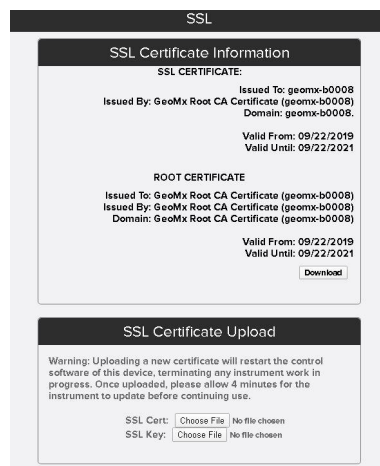 SSL
SSL Certificate Information
SSL CERTIFICATE:
Issued To: geomx-b0008
Issued By: GeoMx Root CA Certificate (geomx-b0008)
Domain: geomx-b0008.
Valid From: 09/22/2019
Valid Until: 09/22/2021
ROOT CERTIFICATE
Issued To: GeoMx Root CA Certificate (geomx-b0008)
Issued By: GeoMx Root CA Certificate (geomx-b0008)
Domain: GeoMx Root CA Certificate (geomx-b0008)
Valid From: 09/22/2019
Valid Until: 09/22/2021
Download
SSL Certificate Upload
Warning: Uploading a new certificate will restart the control
software of this device, terminating any instrument work in
progress. Once uploaded, please allow 4 minutes for the
instrument to update before continuing use.
SSL Cert: Choose File No file chosen
SSL Key: Choose File No file chosen